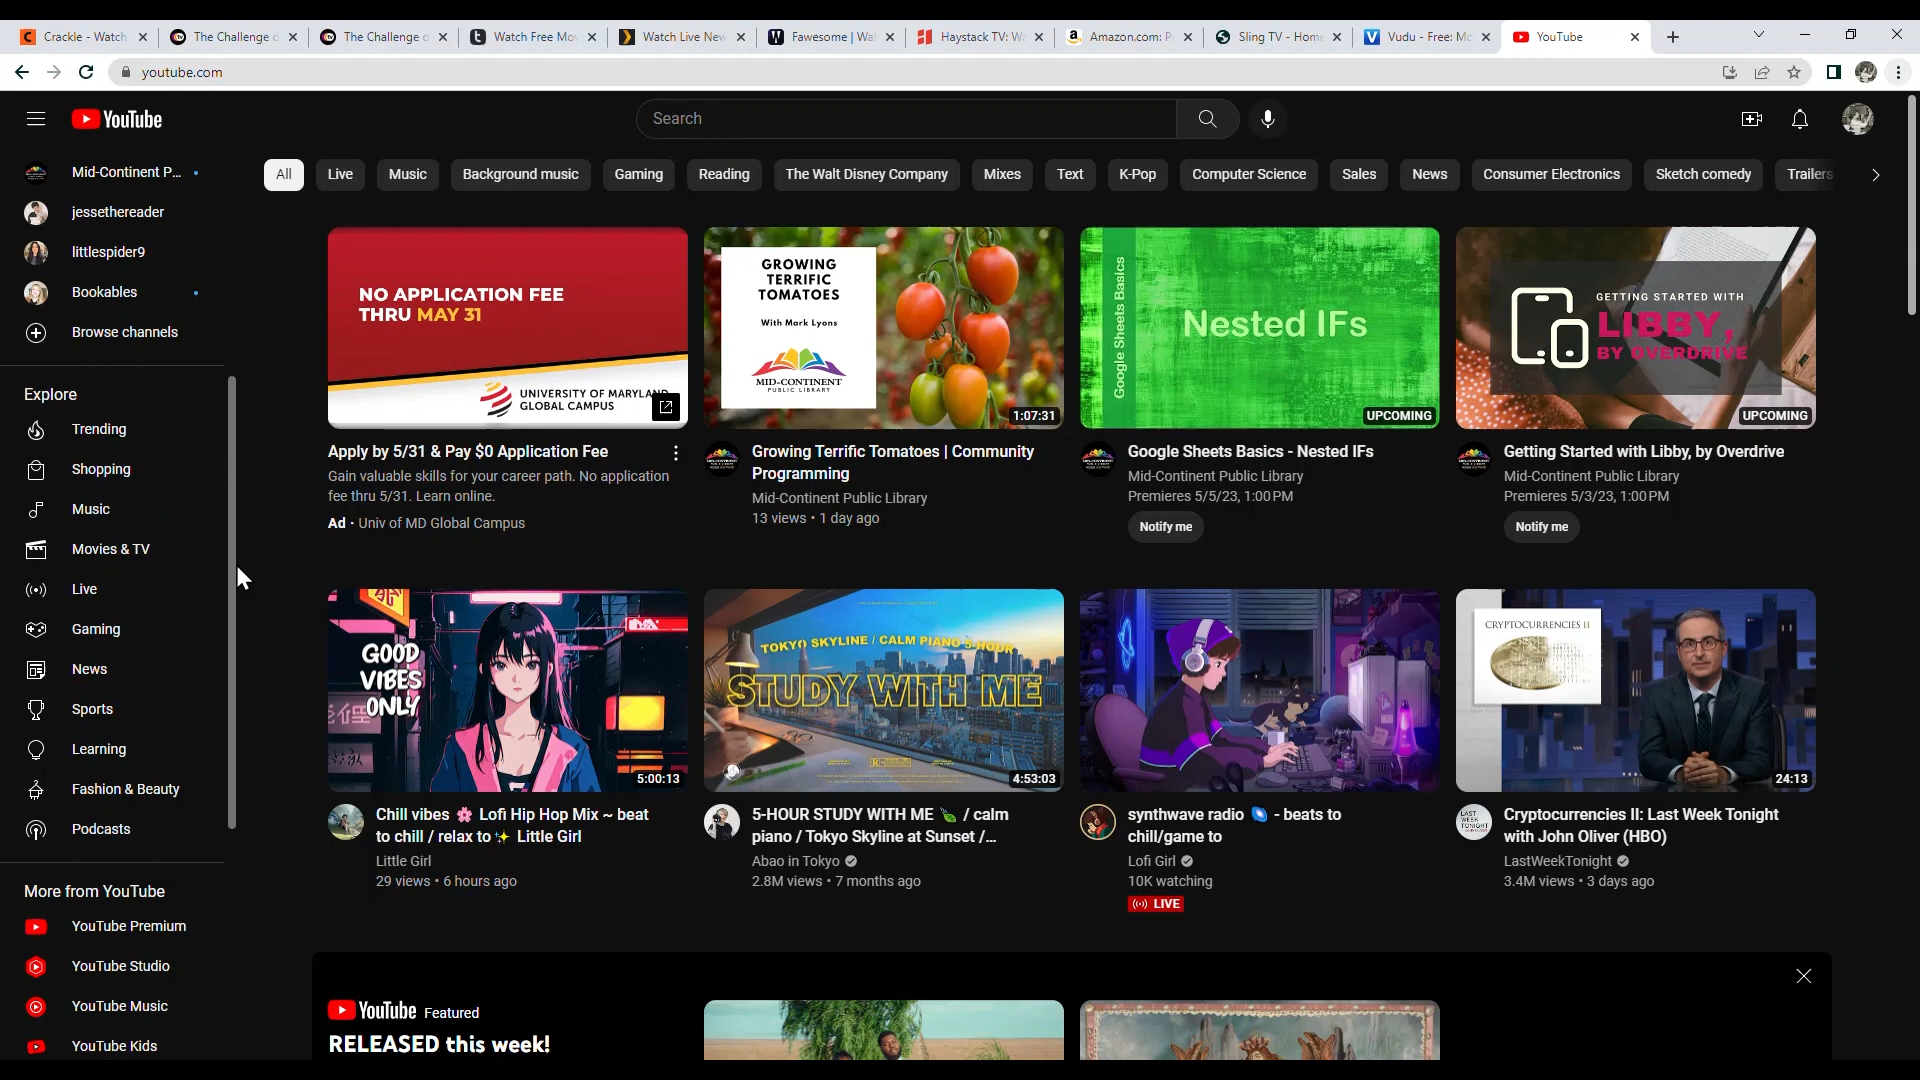 Crackle - Watch
The Challenge o
The Challenge o
Watch Free Mov
Watch Live New
Fawesome | Wat
Haystack TV: Wa
Amazon.com: P
Sling TV - Home
Vudu - Free: Mo
YouTube
youtube.com
YouTube
Search
Mid-Continent P...
jessethereader
littlespider9
Bookables
Browse channels
Explore
Trending
Shopping
Music
Movies & TV
Live
Gaming
News
Sports
Learning
Fashion & Beauty
Podcasts
More from YouTube
YouTube Premium
YouTube Studio
YouTube Music
YouTube Kids
All
Live
Music
Background music
Gaming
Reading
The Walt Disney Company
Mixes
Text
K-Pop
Computer Science
Sales
News
Consumer Electronics
Sketch comedy
Trailers
NO APPLICATION FEE
THRU MAY 31
UNIVERSITY OF MARYLAND
GLOBAL CAMPUS
Apply by 5/31 & Pay $0 Application Fee
Gain valuable skills for your career path. No application
fee thru 5/31. Learn online.
Ad · Univ of MD Global Campus
GROWING
TERRIFIC
TOMATOES
With Mark Lyons
MID-CONTINENT
PUBLIC LIBRARY
1:07:31
Growing Terrific Tomatoes | Community
Programming
Mid-Continent Public Library
13 views • 1 day ago
Google Sheets Basics
Nested IFs
UPCOMING
Google Sheets Basics - Nested IFs
Mid-Continent Public Library
Premieres 5/5/23, 1:00 PM
Notify me
GETTING STARTED WITH
LIBBY,
BY OVERDRIVE
UPCOMING
Getting Started with Libby, by Overdrive
Mid-Continent Public Library
Premieres 5/3/23, 1:00 PM
Notify me
GOOD
VIBES
ONLY
5:00:13
Chill vibes 🌸 Lofi Hip Hop Mix ~ beat
to chill / relax to ✨ Little Girl
Little Girl
29 views • 6 hours ago
TOKYO SKYLINE / CALM PIANO 5-HOUR
STUDY WITH ME
4:53:03
5-HOUR STUDY WITH ME 🍃 / calm
piano / Tokyo Skyline at Sunset /...
Abao in Tokyo
2.8M views • 7 months ago
synthwave radio 🌌 - beats to
chill/game to
Lofi Girl
10K watching
LIVE
CRYPTOCURRENCIES II
24:13
LAST
WEEK
TONIGHT
Cryptocurrencies II: Last Week Tonight
with John Oliver (HBO)
LastWeekTonight
3.4M views • 3 days ago
YouTube Featured
RELEASED this week!